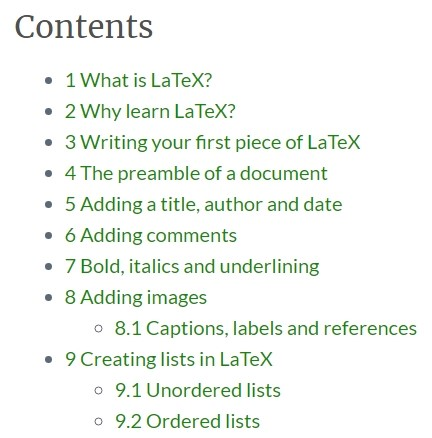 Contents
1 What is LaTeX?
2 Why learn LaTeX?
3 Writing your first piece of LaTeX
4 The preamble of a document
5 Adding a title, author and date
6 Adding comments
7 Bold, italics and underlining
8 Adding images
8.1 Captions, labels and references
9 Creating lists in LaTeX
9.1 Unordered lists
9.2 Ordered lists